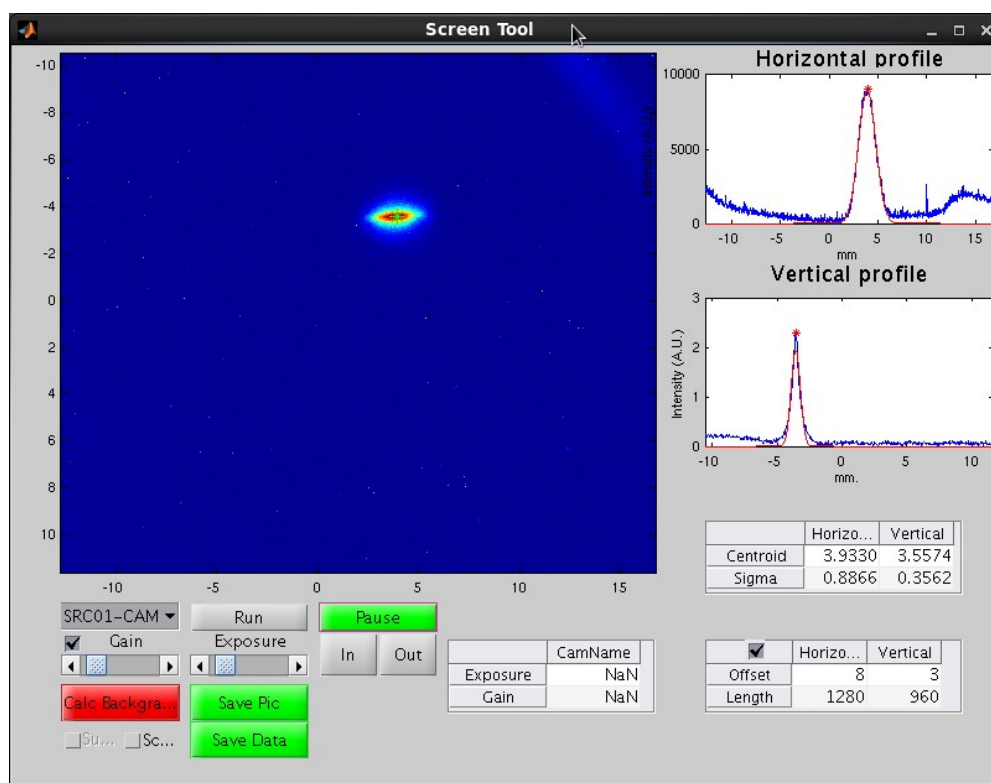 Screen Tool
-10
-8
-6
-4
-2
0
2
4
6
8
10
-10 -5 0 5 10 15
Horizontal profile
Intensity (A.U.)
10000
5000
0
-10 -5 0 5 10 15
mm
Vertical profile
Intensity (A.U.)
3
2
1
0
-10 -5 0 5 10
mm.
Horizo... Vertical
Centroid 3.9330 3.5574
Sigma 0.8866 0.3562
SRC01-CAM Run Pause
Gain Exposure In Out
CamName
Exposure NaN
Gain NaN
Horizo... Vertical
Offset 8 3
Length 1280 960
Calc Backgra... Save Pic
Su... Sc... Save Data